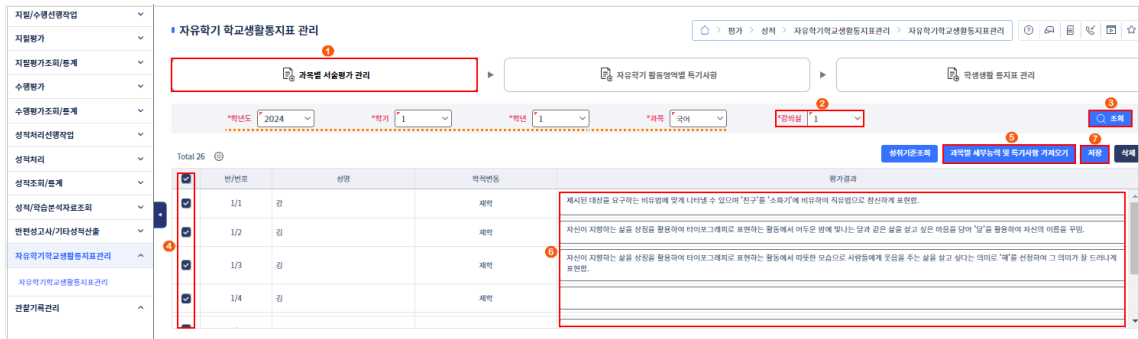 지필/수행선행작업
지필평가
지필평가조회/통계
수행평가
수행평가조회/통계
성적처리선행작업
성적처리
성적조회/통계
성적/학습분석자료조회
반편성고사/기타성적산출
자유학기학교생활통지표관리
자유학기학교생활통지표관리
관찰기록관리
자유학기 학교생활통지표 관리
> 평가 > 성적 > 자유학기학교생활통지표관리 > 자유학기학교생활통지표관리
1
과목별 서술평가 관리
자유학기 활동영역별 특기사항
학생생활 통지표 관리
2
3
*학년도 2024 *학기 1 *학년 1 *과목 국어 *강의실 1 조회
5
7
Total 26
성취기준조회 과목별 세부능력 및 특기사항 가져오기 저장 삭제
반/번호 성명 학적변동 평가결과
1/1 강 재학 제시된 대상을 요구하는 비유법에 맞게 나타낼 수 있으며 '친구'를 '소화기'에 비유하여 직유법으로 참신하게 표현함.
1/2 김 재학 자신이 지향하는 삶을 상징을 활용하여 타이포그래피로 표현하는 활동에서 어두운 밤에 빛나는 달과 같은 삶을 살고 싶은 마음을 담아 '달'을 활용하여 자신의 이름을 꾸밈.
4
6
1/3 김 재학 자신이 지향하는 삶을 상징을 활용하여 타이포그래피로 표현하는 활동에서 따뜻한 모습으로 사람들에게 웃음을 주는 삶을 살고 싶다는 의미로 '해'를 선정하여 그 의미가 잘 드러나게
표현함.
1/4 김 재학